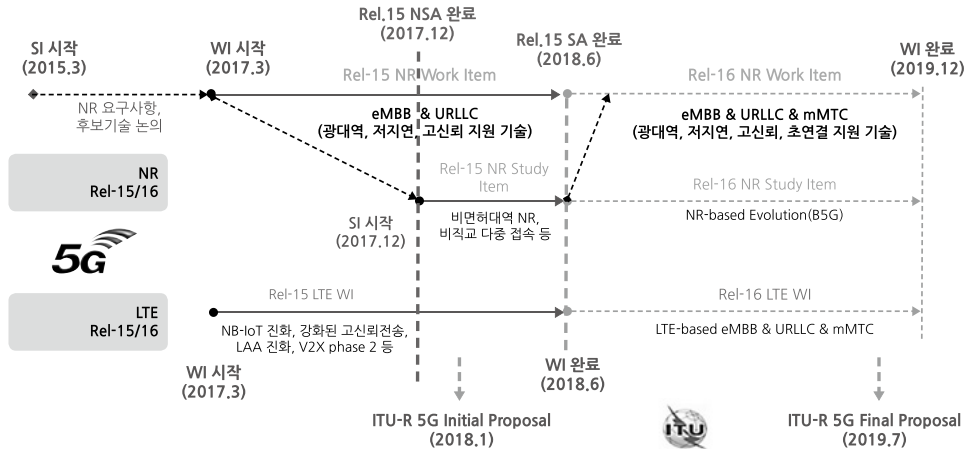 Rel.15 NSA 완료
(2017.12)
SI 시작
(2015.3)
WI 시작
(2017.3)
Rel.15 SA 완료
(2018.6)
WI 완료
(2019.12)
Rel-15 NR Work Item
Rel-16 NR Work Item
NR 요구사항,
후보기술 논의
eMBB & URLLC
(광대역, 저지연, 고신뢰 지원 기술)
eMBB & URLLC & mMTC
(광대역, 저지연, 고신뢰, 초연결 지원 기술)
NR
Rel-15/16
Rel-15 NR Study
Item
Rel-16 NR Study Item
SI 시작
(2017.12)
비면허대역 NR,
비직교 다중 접속 등
NR-based Evolution(B5G)
5G
LTE
Rel-15/16
Rel-15 LTE WI
Rel-16 LTE WI
NB-IoT 진화, 강화된 고신뢰전송,
LAA 진화, V2X phase 2 등
LTE-based eMBB & URLLC & mMTC
WI 시작
(2017.3)
WI 완료
(2018.6)
ITU-R 5G Initial Proposal
(2018.1)
ITU
ITU-R 5G Final Proposal
(2019.7)